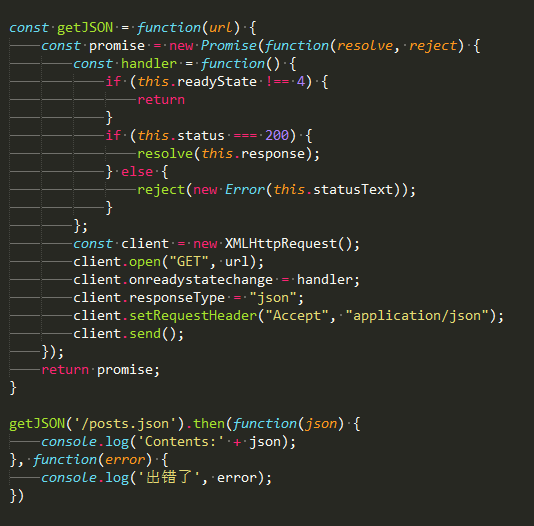 const getJSON = function(url) {
    const promise = new Promise(function(resolve, reject) {
        const handler = function() {
            if (this.readyState !== 4) {
                return
            }
            if (this.status === 200) {
                resolve(this.response);
            } else {
                reject(new Error(this.statusText));
            }
        };
        const client = new XMLHttpRequest();
        client.open("GET", url);
        client.onreadystatechange = handler;
        client.responseType = "json";
        client.setRequestHeader("Accept", "application/json");
        client.send();
    });
    return promise;
}

getJSON('/posts.json').then(function(json) {
    console.log('Contents:' + json);
}, function(error) {
    console.log('出错了', error);
})